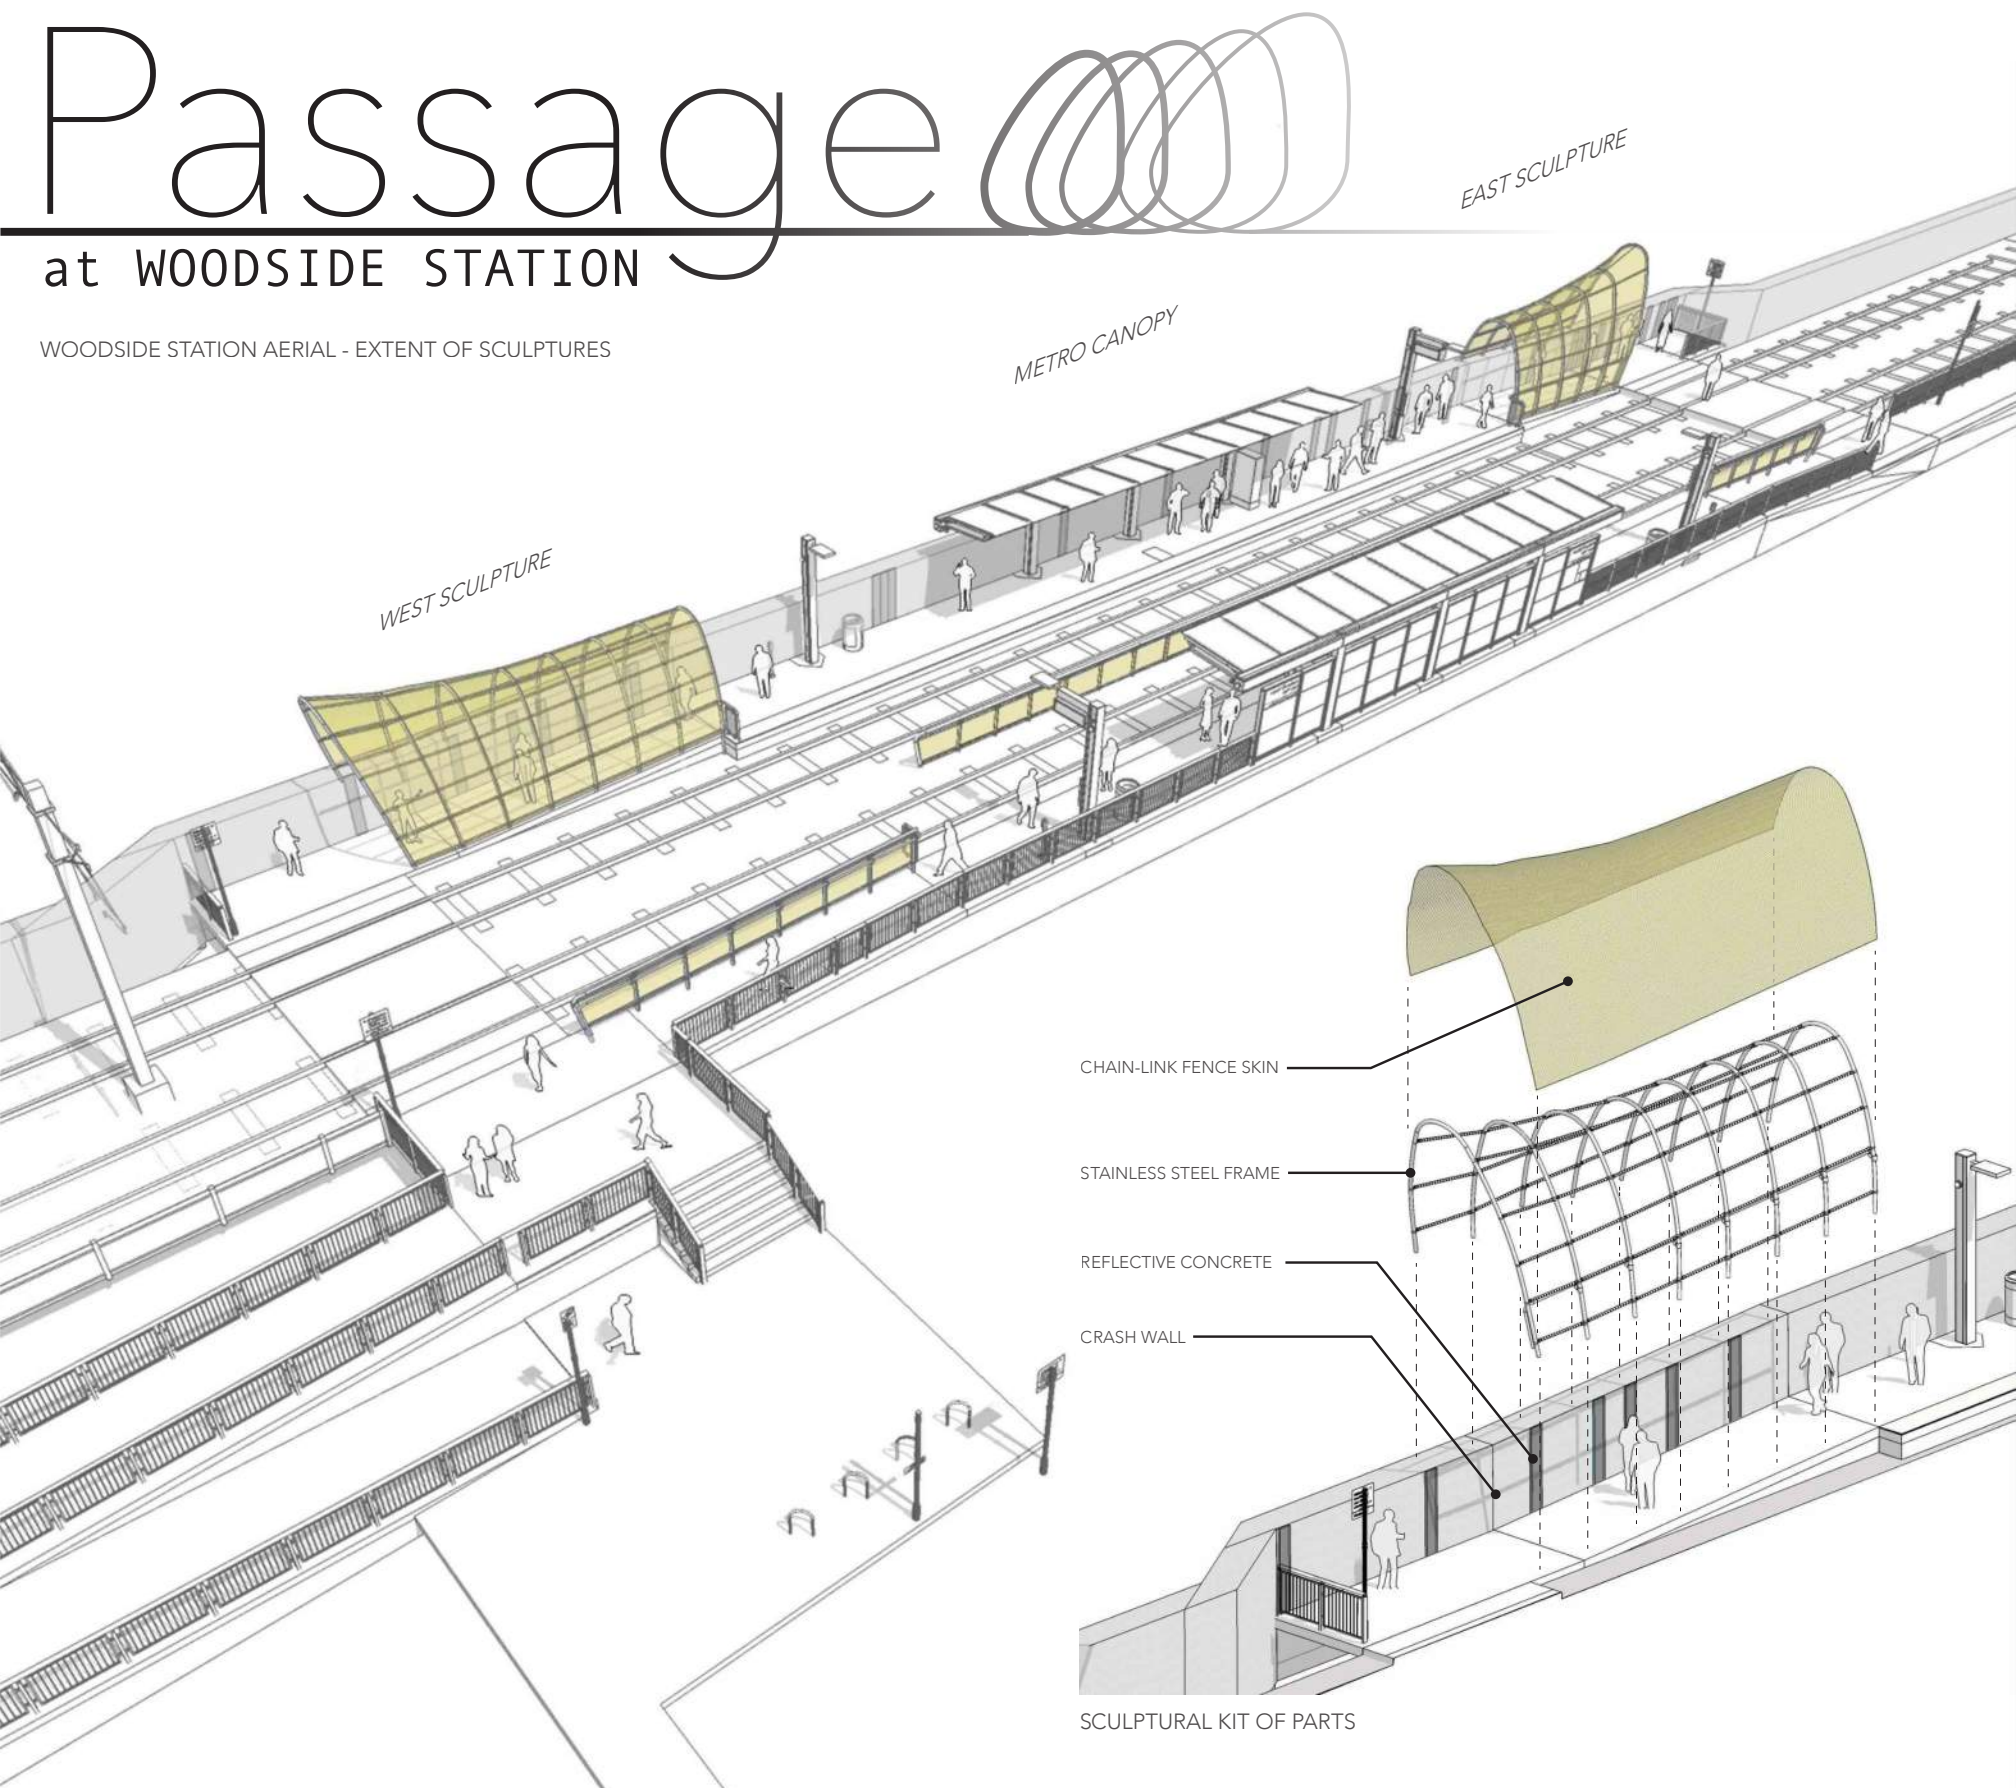 Passage
at WOODSIDE STATION
WOODSIDE STATION AERIAL - EXTENT OF SCULPTURES
EAST SCULPTURE
METRO CANOPY
WEST SCULPTURE
CHAIN-LINK FENCE SKIN
STAINLESS STEEL FRAME
REFLECTIVE CONCRETE
CRASH WALL
SCULPTURAL KIT OF PARTS